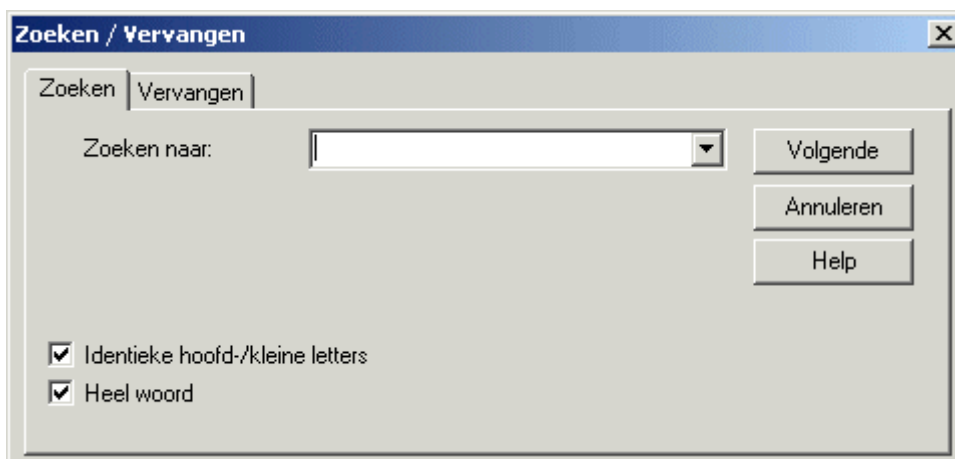 Zoeken / Vervangen
Zoeken
Vervangen
Zoeken naar:
Volgende
Annuleren
Help
Identieke hoofd-/kleine letters
Heel woord